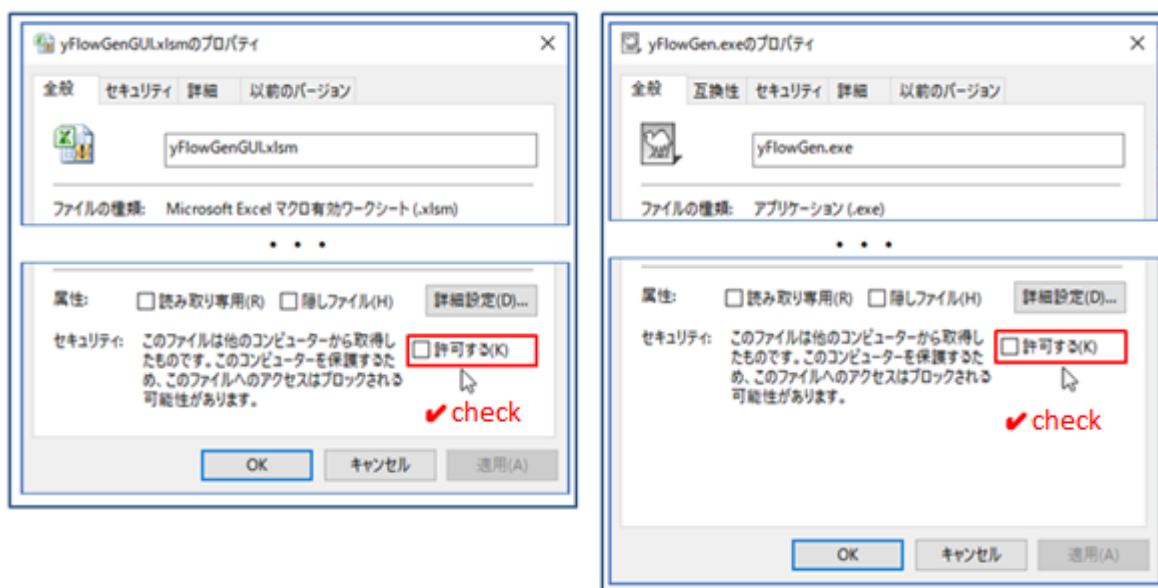 yFlowGenGUI.xlsmのプロパティ
全般 セキュリティ 詳細 以前のバージョン
yFlowGenGUI.xlsm
ファイルの種類: Microsoft Excel マクロ有効ワークシート (.xlsm)
・・・
属性: 読み取り専用(R) 隠しファイル(H) 詳細設定(D)...
セキュリティ: このファイルは他のコンピューターから取得し
たものです。このコンピューターを保護するた
め、このファイルへのアクセスはブロックされる
可能性があります。
許可する(K)
✔check
OK キャンセル 適用(A)
yFlowGen.exeのプロパティ
全般 互換性 セキュリティ 詳細 以前のバージョン
yFlowGen.exe
ファイルの種類: アプリケーション (.exe)
・・・
属性: 読み取り専用(R) 隠しファイル(H) 詳細設定(D)...
セキュリティ: このファイルは他のコンピューターから取得し
たものです。このコンピューターを保護するた
め、このファイルへのアクセスはブロックされる
可能性があります。
許可する(K)
✔check
OK キャンセル 適用(A)